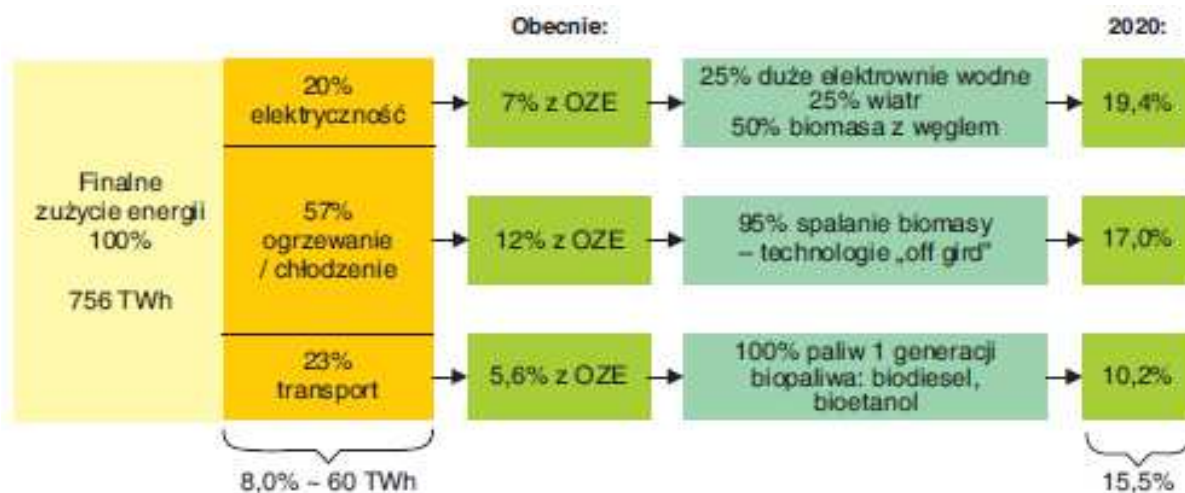 Obecnie:
2020:
Finalne
zużycie energii
100%
756 TWh
20%
elektryczność
7% z OZE
25% duże elektrownie wodne
25% wiatr
50% biomasa z węglem
19,4%
57%
ogrzewanie
/ chłodzenie
12% z OZE
95% spalanie biomasy
– technologie „off gird”
17,0%
23%
transport
5,6% z OZE
100% paliw 1 generacji
biopaliwa: biodiesel,
bioetanol
10,2%
8,0% ~ 60 TWh
15,5%